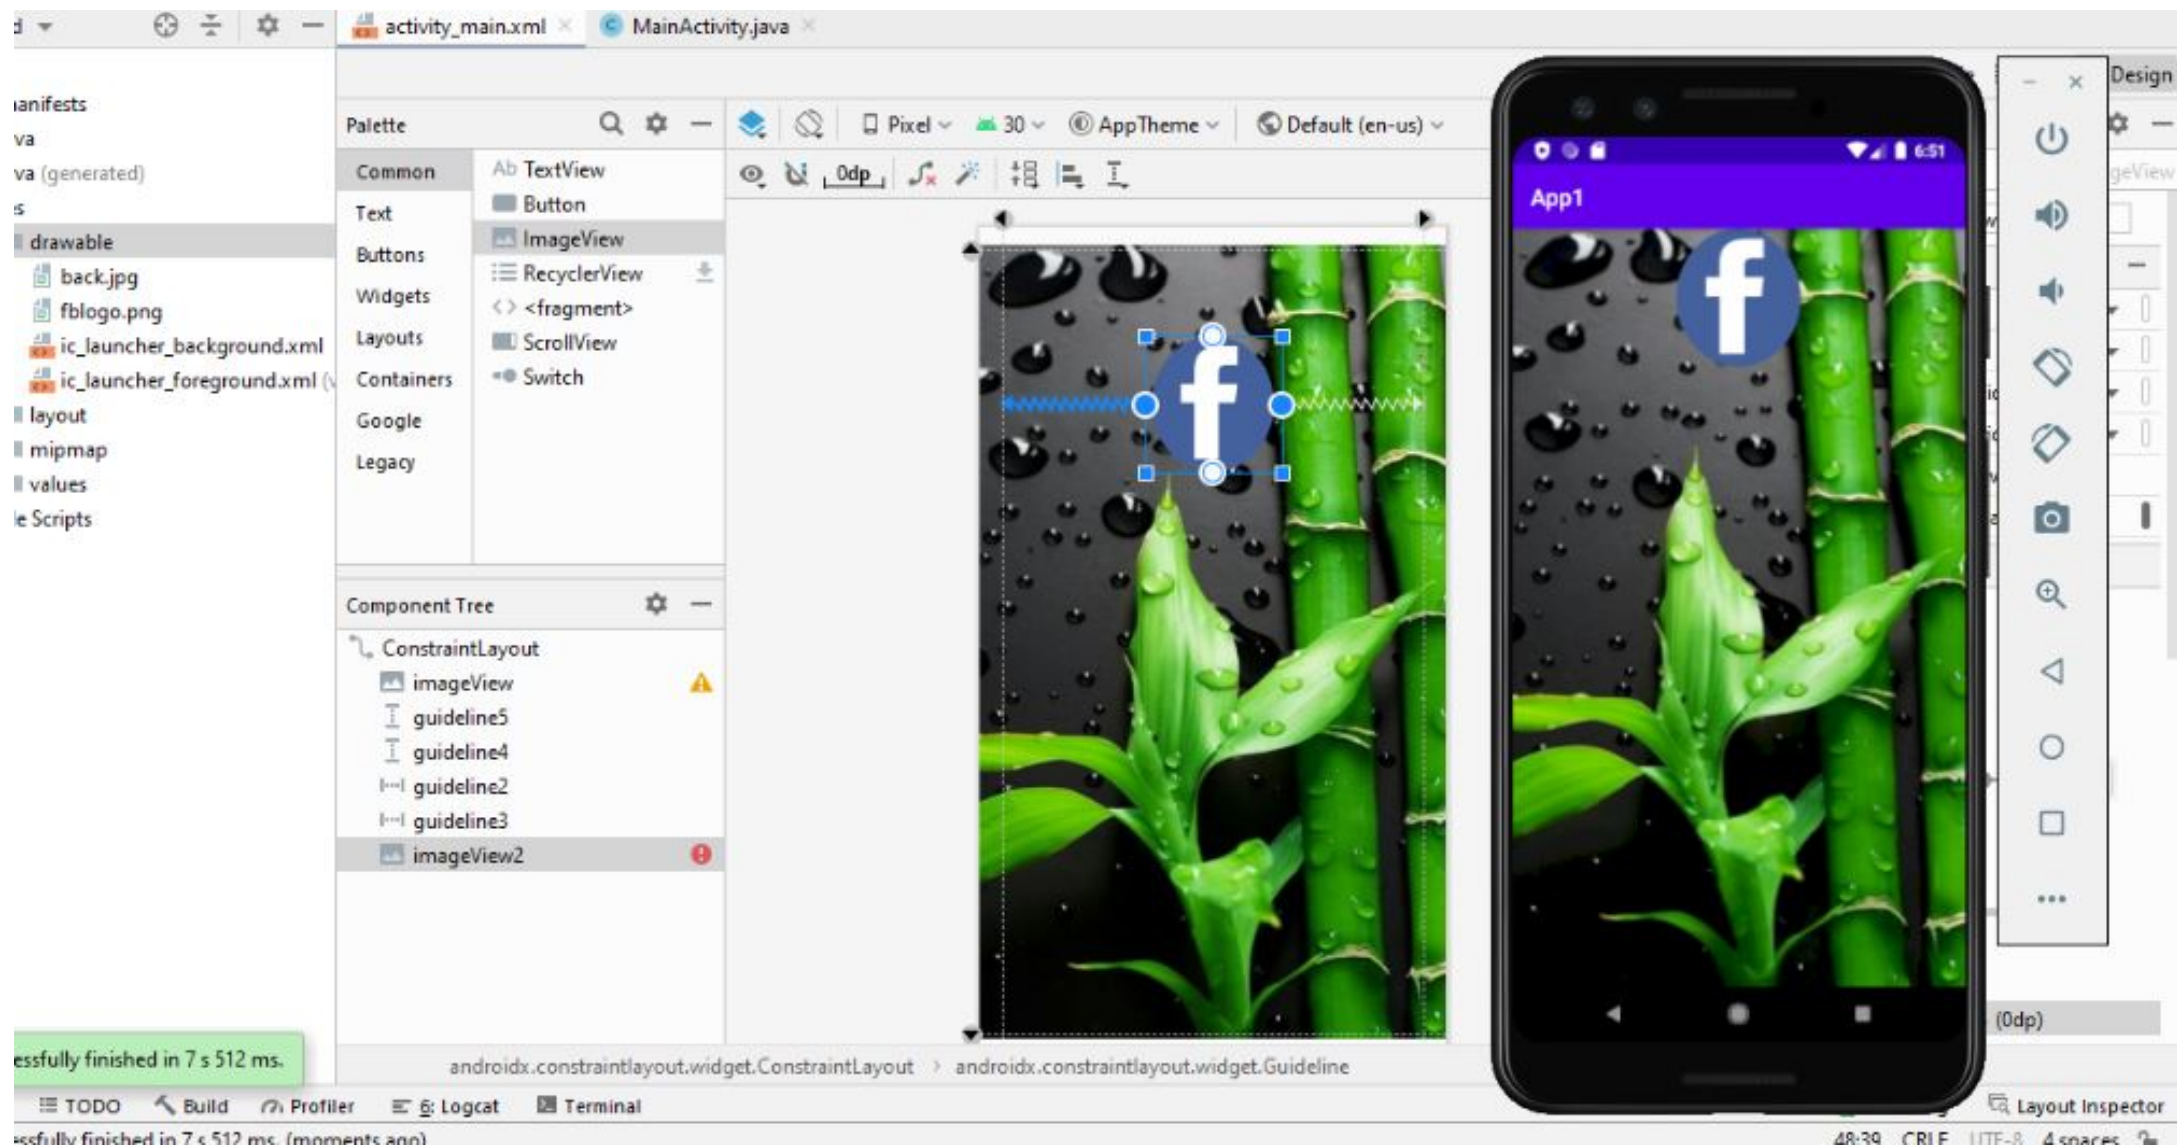 activity_main.xml
MainActivity.java
Design
anifests
va
va (generated)
es
drawable
back.jpg
fblogo.png
ic_launcher_background.xml
ic_launcher_foreground.xml (v
layout
mipmap
values
le Scripts
Palette
Common
Text
Buttons
Widgets
Layouts
Containers
Google
Legacy
Ab TextView
Button
ImageView
RecyclerView
<> <fragment>
ScrollView
Switch
Pixel
30
AppTheme
Default (en-us)
0dp
Component Tree
ConstraintLayout
imageView
guideline5
guideline4
guideline2
guideline3
imageView2
f
6:51
App1
f
geView
(0dp)
essfully finished in 7 s 512 ms.
androidx.constraintlayout.widget.ConstraintLayout > androidx.constraintlayout.widget.Guideline
TODO
Build
Profiler
6: Logcat
Terminal
Layout Inspector
essfully finished in 7 s 512 ms. (moments ago)
48:39 CRLF UTF-8 4 spaces